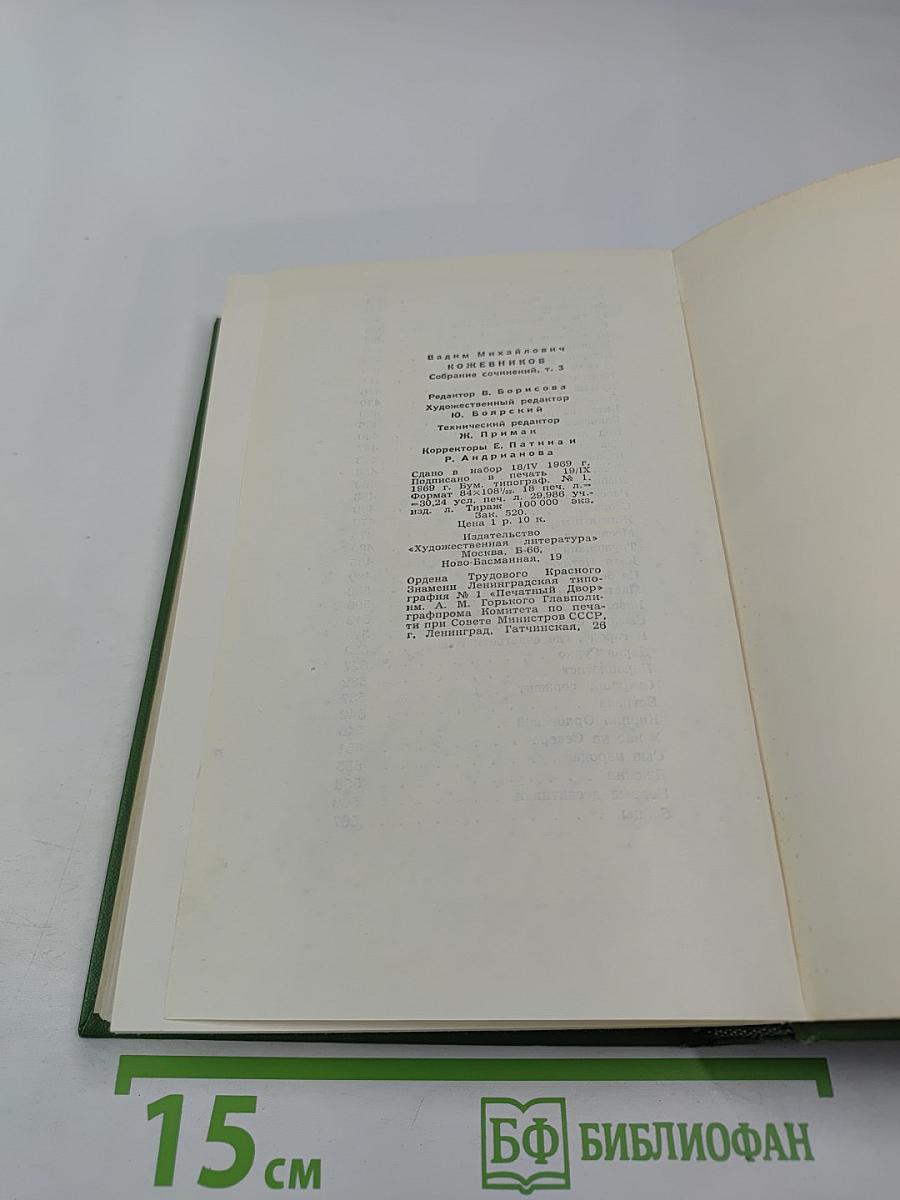 Вадим Михайлович
КОЖЕВНИКОВ
Собрание сочинений, т. 3
Редактор В. Борисова
Художественный редактор
Ю. Боярский
Технический редактор
Ж. Примак
Корректоры Е. Патина и
Р. Андрианова
Сдано в набор 18/IV 1969 г.
Подписано в печать 19/IX
1969 г. Бум. типограф. № 1.
Формат 84×108¹/₃₂. 18 печ. л.=
=30,24 усл. печ. л. 29,986 уч.-
изд. л. Тираж 100 000 экз.
Зак. 520.
Цена 1 р. 10 к.
Издательство
«Художественная литература»
Москва, Б-66,
Ново-Басманная, 19
Ордена Трудового Красного
Знамени Ленинградская типо-
графия № 1 «Печатный Двор»
им. А. М. Горького Главполи-
графпрома Комитета по печа-
ти при Совете Министров СССР,
г. Ленинград, Гатчинская, 26
15 см
БФ БИБЛИОФАН